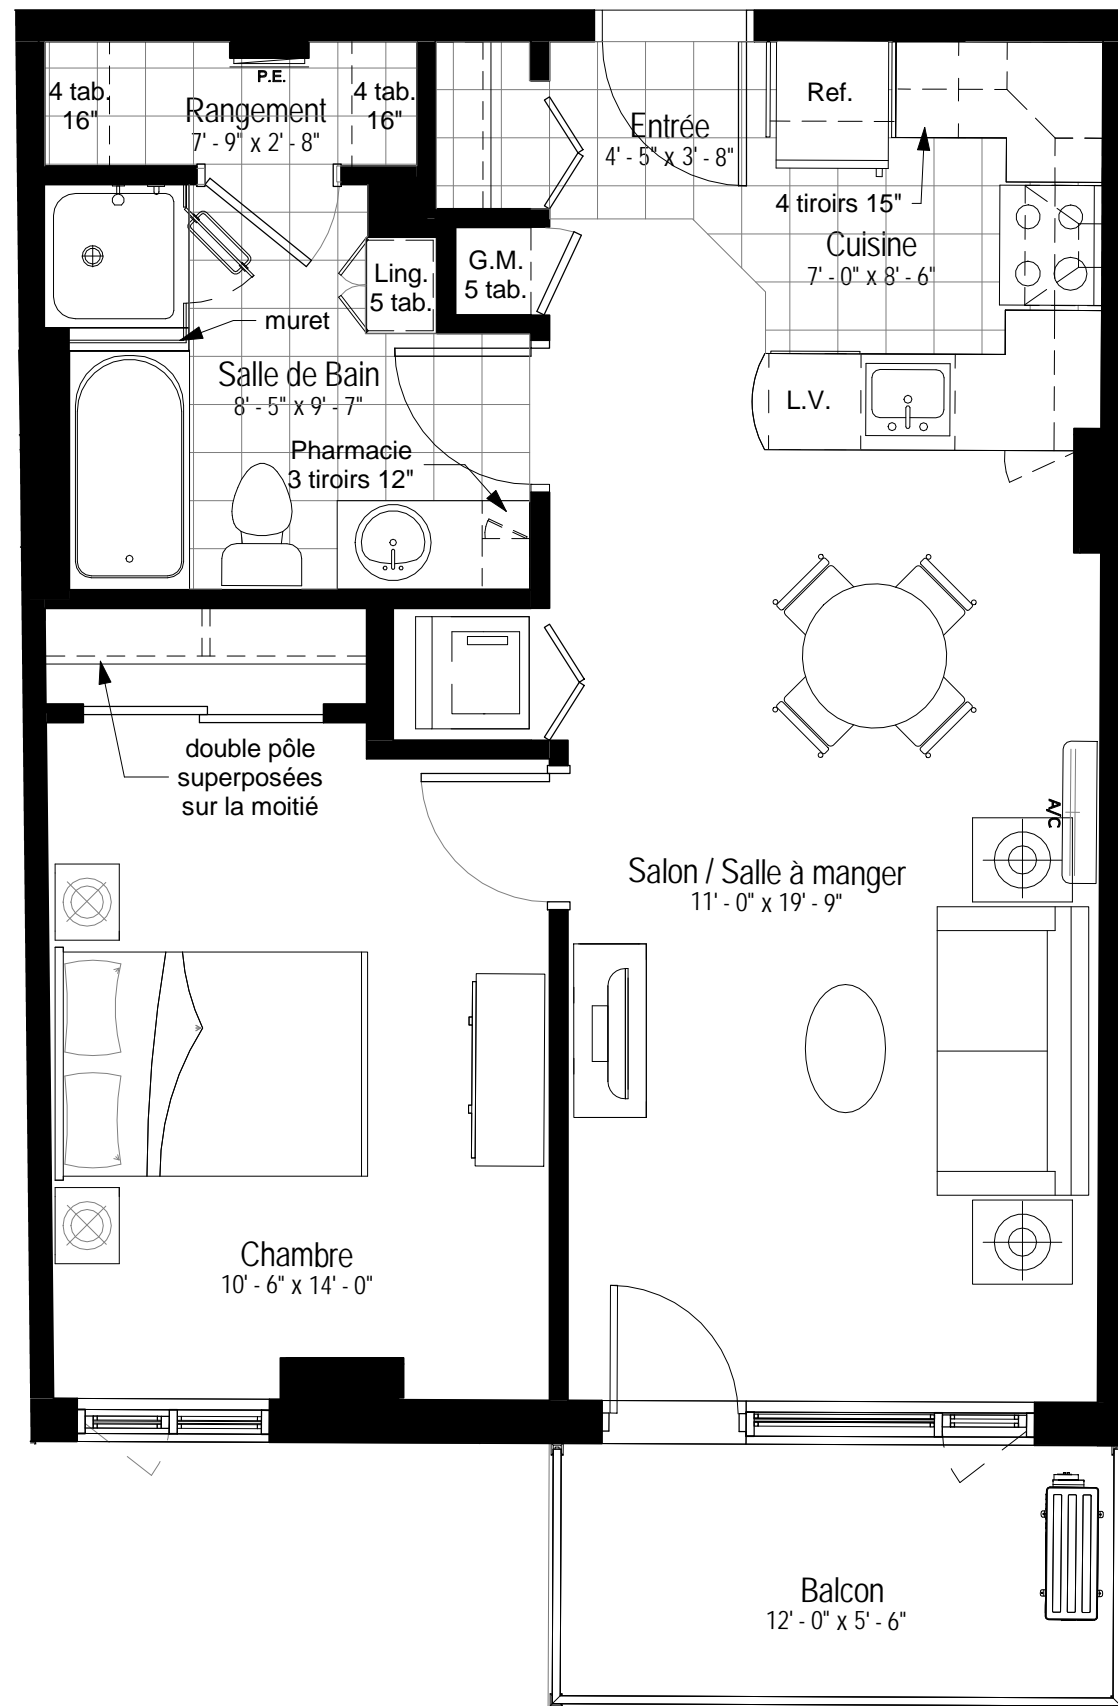 P.E.
4 tab.
16"
Rangement
7' - 9" x 2' - 8"
4 tab.
16"
Entrée
4' - 5" x 3' - 8"
Ref.
4 tiroirs 15"
Cuisine
7' - 0" x 8' - 6"
Ling.
5 tab.
G.M.
5 tab.
muret
Salle de Bain
8' - 5" x 9' - 7"
L.V.
Pharmacie
3 tiroirs 12"
double pôle
superposées
sur la moitié
A/C
Salon / Salle à manger
11' - 0" x 19' - 9"
Chambre
10' - 6" x 14' - 0"
Balcon
12' - 0" x 5' - 6"